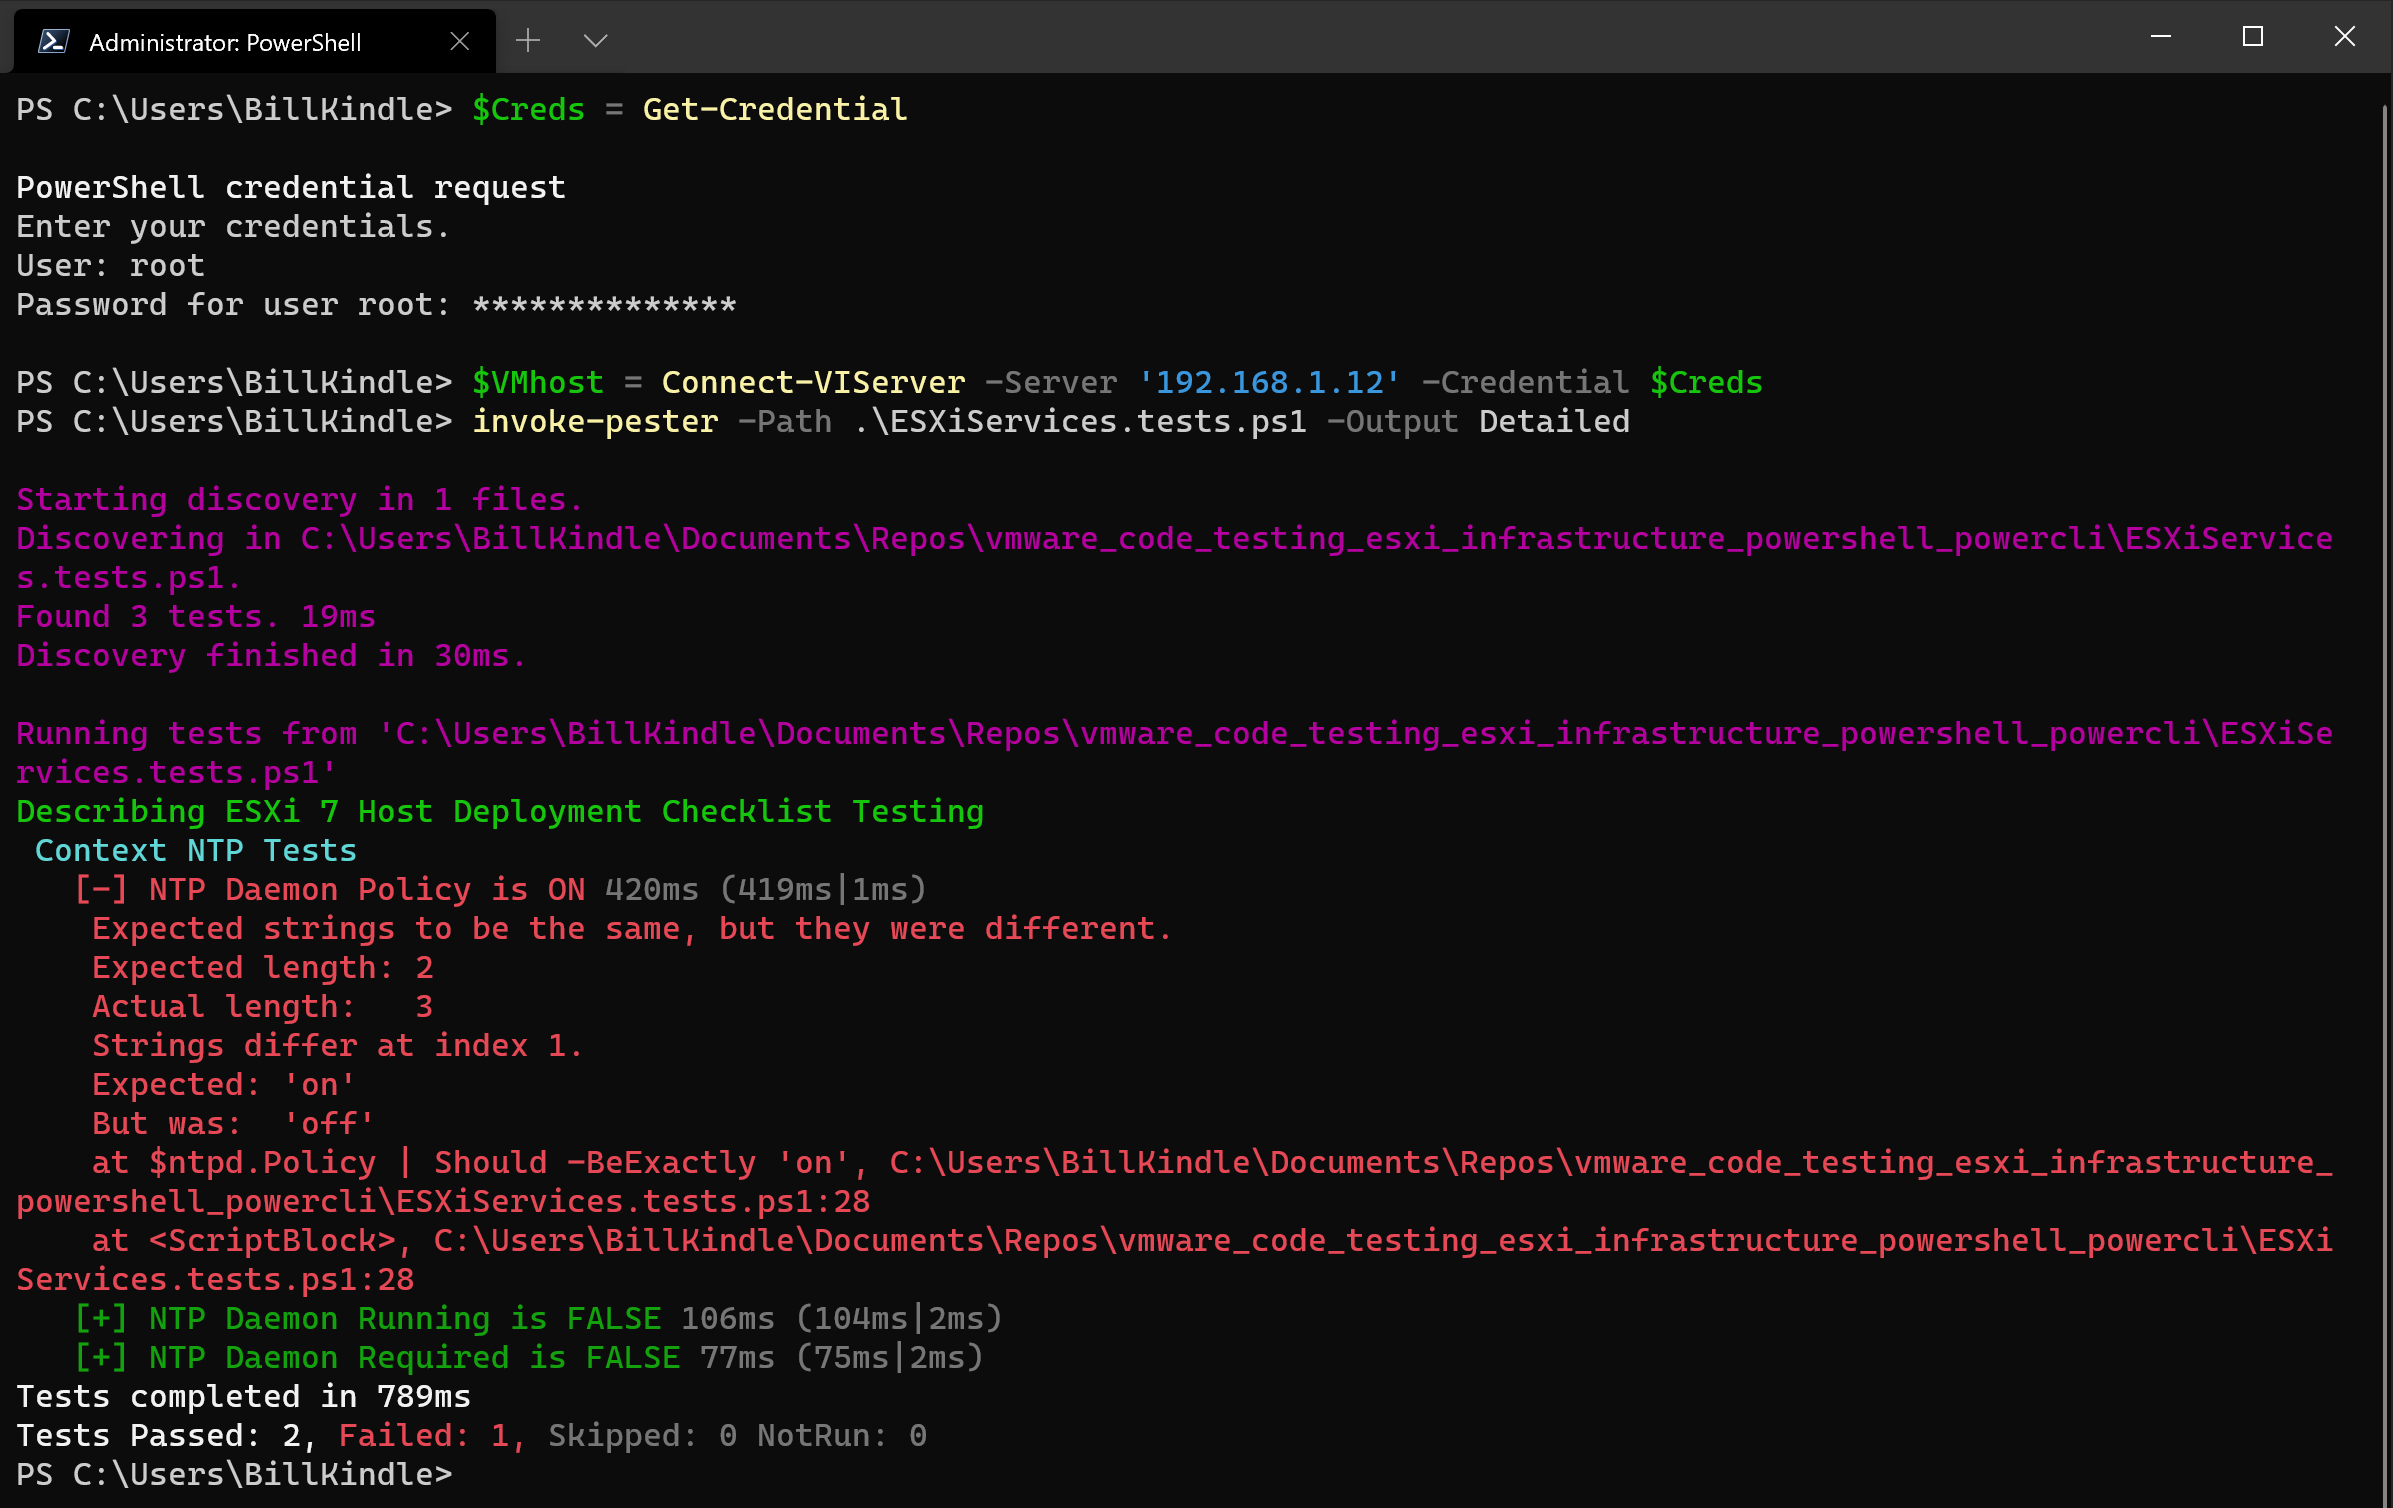 Administrator: PowerShell
PS C:\Users\BillKindle> $Creds = Get-Credential
PowerShell credential request
Enter your credentials.
User: root
Password for user root: **************
PS C:\Users\BillKindle> $VMhost = Connect-VIServer -Server '192.168.1.12' -Credential $Creds
PS C:\Users\BillKindle> invoke-pester -Path .\ESXiServices.tests.ps1 -Output Detailed
Starting discovery in 1 files.
Discovering in C:\Users\BillKindle\Documents\Repos\vmware_code_testing_esxi_infrastructure_powershell_powercli\ESXiService
s.tests.ps1.
Found 3 tests. 19ms
Discovery finished in 30ms.
Running tests from 'C:\Users\BillKindle\Documents\Repos\vmware_code_testing_esxi_infrastructure_powershell_powercli\ESXiSe
rvices.tests.ps1'
Describing ESXi 7 Host Deployment Checklist Testing
Context NTP Tests
[-] NTP Daemon Policy is ON 420ms (419ms|1ms)
Expected strings to be the same, but they were different.
Expected length: 2
Actual length:   3
Strings differ at index 1.
Expected: 'on'
But was:  'off'
at $ntpd.Policy | Should -BeExactly 'on', C:\Users\BillKindle\Documents\Repos\vmware_code_testing_esxi_infrastructure_
powershell_powercli\ESXiServices.tests.ps1:28
at <ScriptBlock>, C:\Users\BillKindle\Documents\Repos\vmware_code_testing_esxi_infrastructure_powershell_powercli\ESXi
Services.tests.ps1:28
[+] NTP Daemon Running is FALSE 106ms (104ms|2ms)
[+] NTP Daemon Required is FALSE 77ms (75ms|2ms)
Tests completed in 789ms
Tests Passed: 2, Failed: 1, Skipped: 0 NotRun: 0
PS C:\Users\BillKindle>